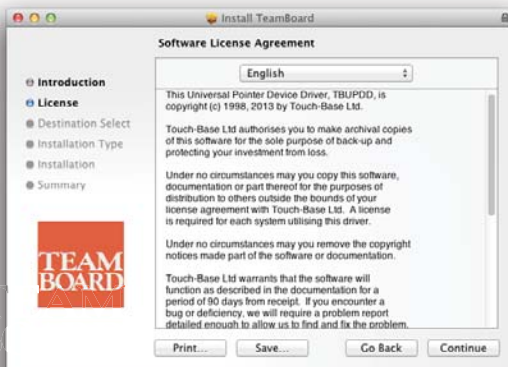 Install TeamBoard
Software License Agreement
Introduction
License
Destination Select
Installation Type
Installation
Summary
TEAM
BOARD
English
This Universal Pointer Device Driver, TBUPDD, is
copyright (c) 1998, 2013 by Touch-Base Ltd.
Touch-Base Ltd authorises you to make archival copies
of this software for the sole purpose of back-up and
protecting your investment from loss.
Under no circumstances may you copy this software,
documentation or part thereof for the purposes of
distribution to others outside the bounds of your
license agreement with Touch-Base Ltd. A license
is required for each system utilising this driver.
Under no circumstances may you remove the copyright
notices made part of the software or documentation.
Touch-Base Ltd warrants that the software will
function as described in the documentation for a
period of 90 days from receipt. If you encounter a
bug or deficiency, we will require a problem report
detailed enough to allow us to find and fix the problem.
Print...
Save...
Go Back
Continue